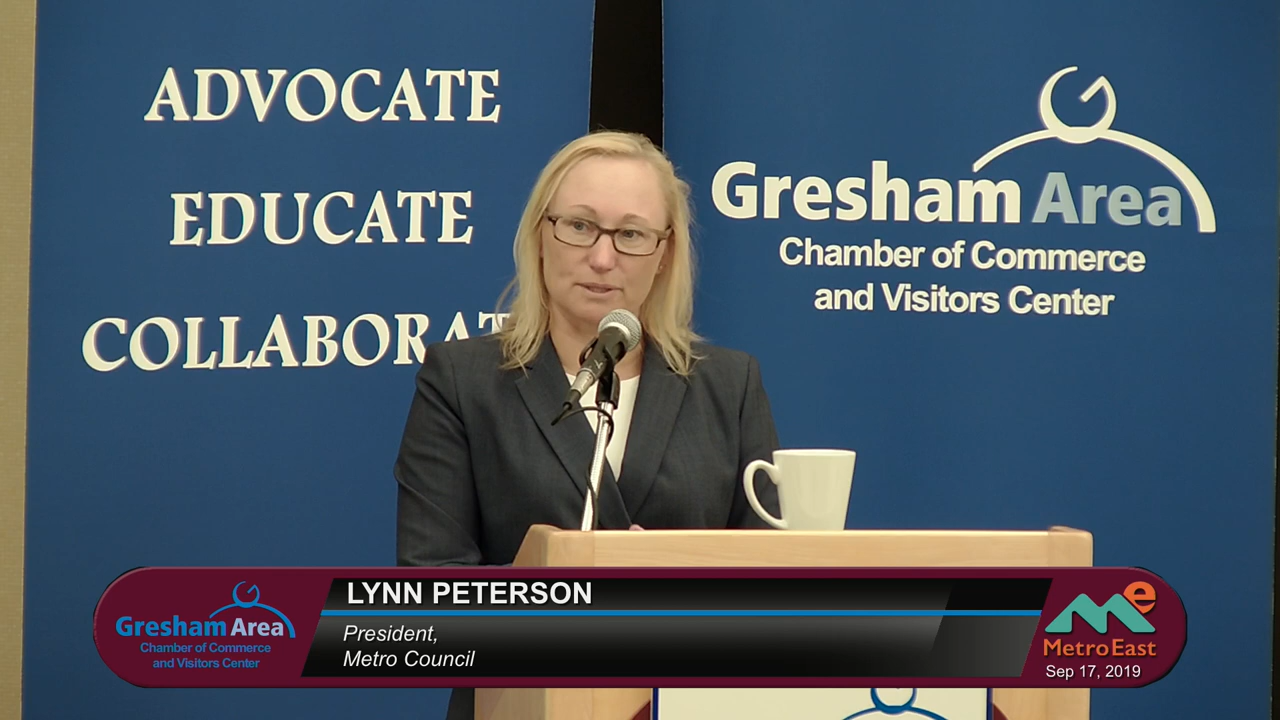 ADVOCATE
EDUCATE
COLLABORAT
Gresham Area
Chamber of Commerce
and Visitors Center
Gresham Area
Chamber of Commerce
and Visitors Center
LYNN PETERSON
President,
Metro Council
Me
MetroEast
Sep 17, 2019